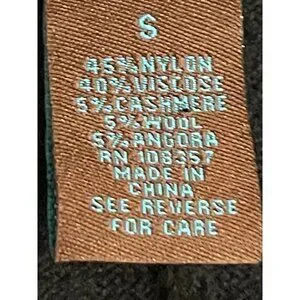 S
45% NYLON
40% VISCOSE
5% CASHMERE
5% WOOL
5% ANGORA
RN 108357
MADE IN
CHINA
SEE REVERSE
FOR CARE